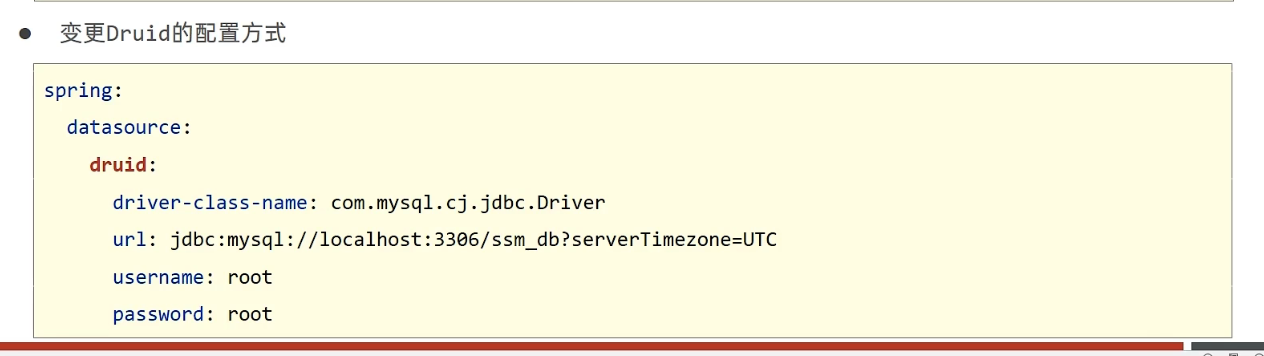 ● 变更Druid的配置方式
spring:
datasource:
druid:
driver-class-name: com.mysql.cj.jdbc.Driver
url: jdbc:mysql://localhost:3306/ssm_db?serverTimezone=UTC
username: root
password: root